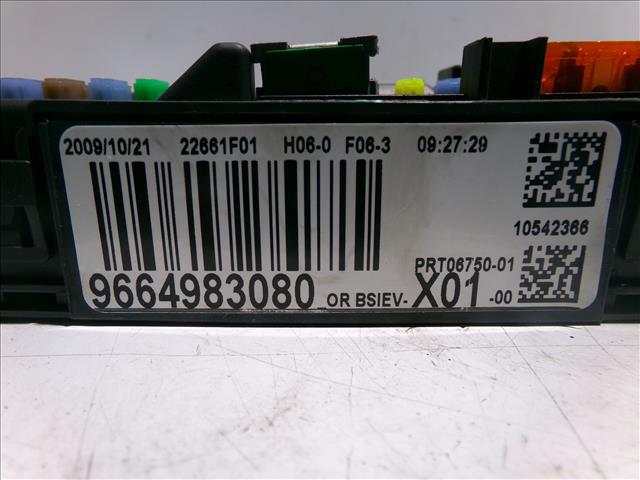 2009/10/21 22661F01 H06-0 F06-3 09:27:29
10542366
PRT06750-01
9664983080 OR BSIEV- X01 -00